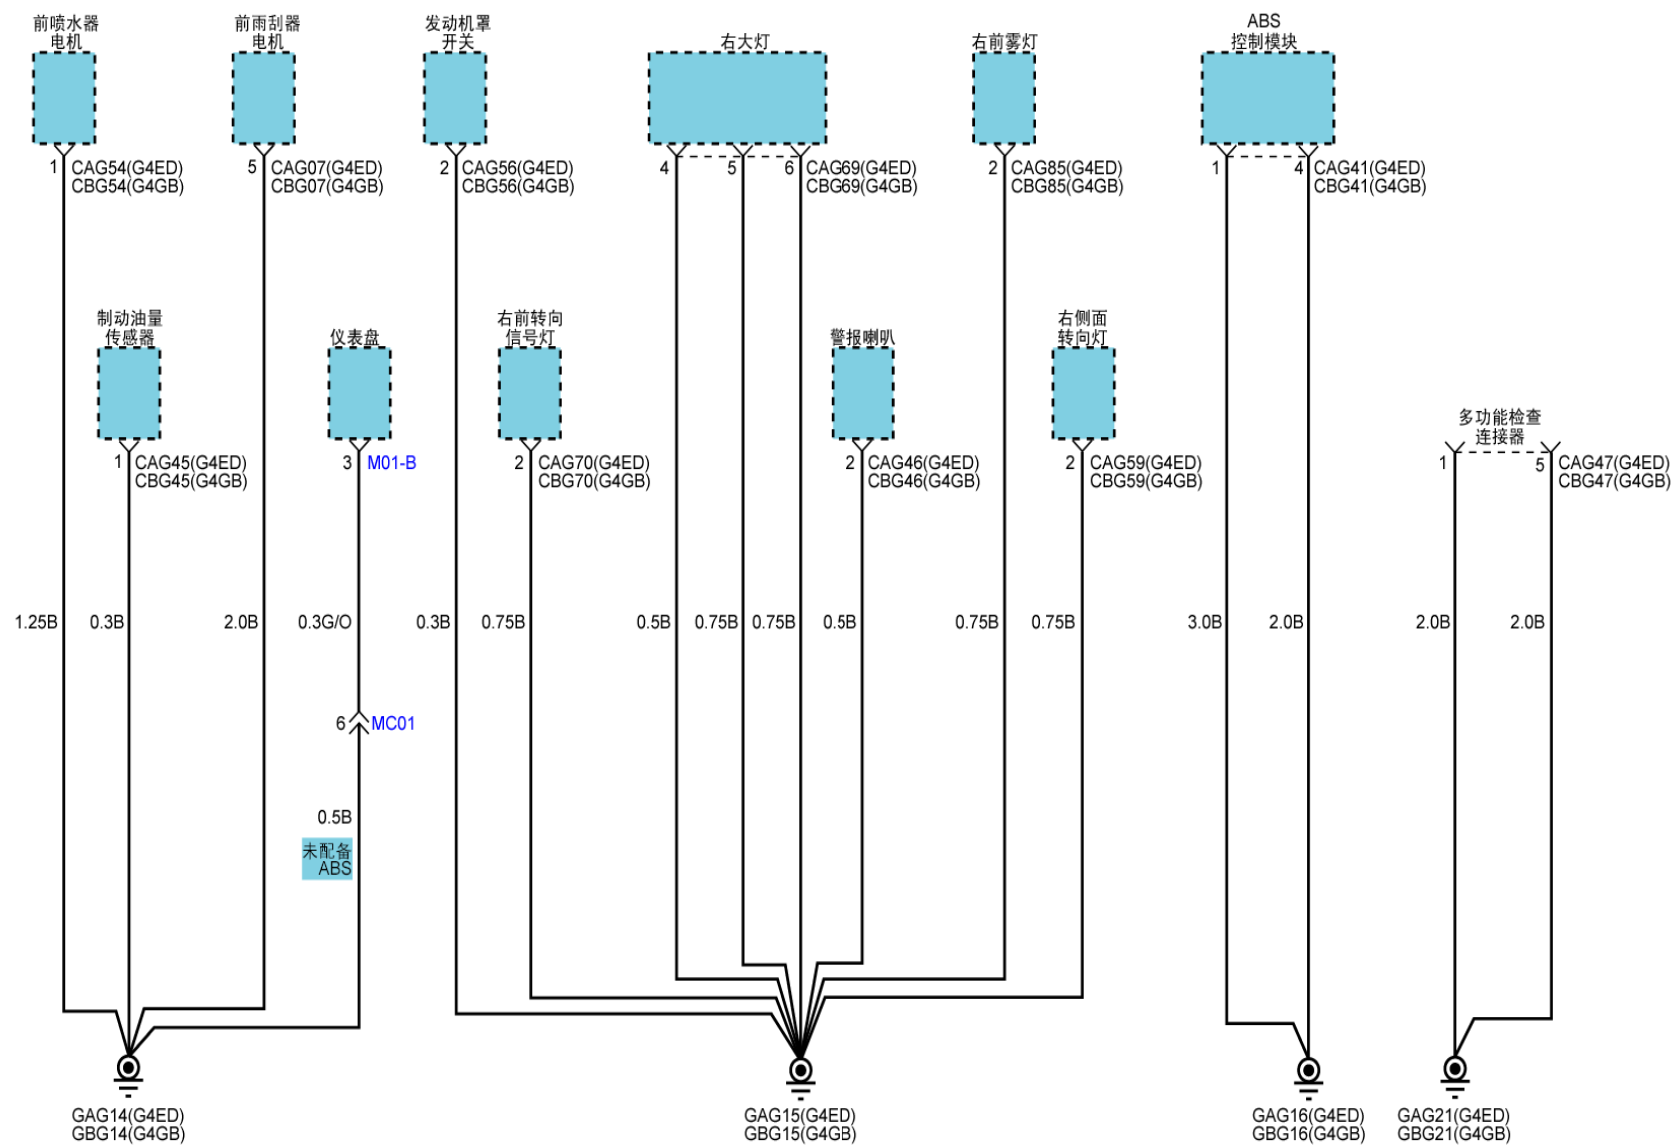 前喷水器
电机
前雨刮器
电机
发动机罩
开关
右大灯
右前雾灯
ABS
控制模块
1
CAG54(G4ED)
CBG54(G4GB)
5
CAG07(G4ED)
CBG07(G4GB)
2
CAG56(G4ED)
CBG56(G4GB)
4
5
6
CAG69(G4ED)
CBG69(G4GB)
2
CAG85(G4ED)
CBG85(G4GB)
1
4
CAG41(G4ED)
CBG41(G4GB)
制动油量
传感器
仪表盘
右前转向
信号灯
警报喇叭
右侧面
转向灯
多功能检查
连接器
1
CAG45(G4ED)
CBG45(G4GB)
3
M01-B
2
CAG70(G4ED)
CBG70(G4GB)
2
CAG46(G4ED)
CBG46(G4GB)
2
CAG59(G4ED)
CBG59(G4GB)
1
5
CAG47(G4ED)
CBG47(G4GB)
1.25B
0.3B
2.0B
0.3G/O
0.3B
0.75B
0.5B
0.75B
0.75B
0.5B
0.75B
0.75B
3.0B
2.0B
2.0B
2.0B
6
MC01
0.5B
未配备
ABS
GAG14(G4ED)
GBG14(G4GB)
GAG15(G4ED)
GBG15(G4GB)
GAG16(G4ED)
GBG16(G4GB)
GAG21(G4ED)
GBG21(G4GB)